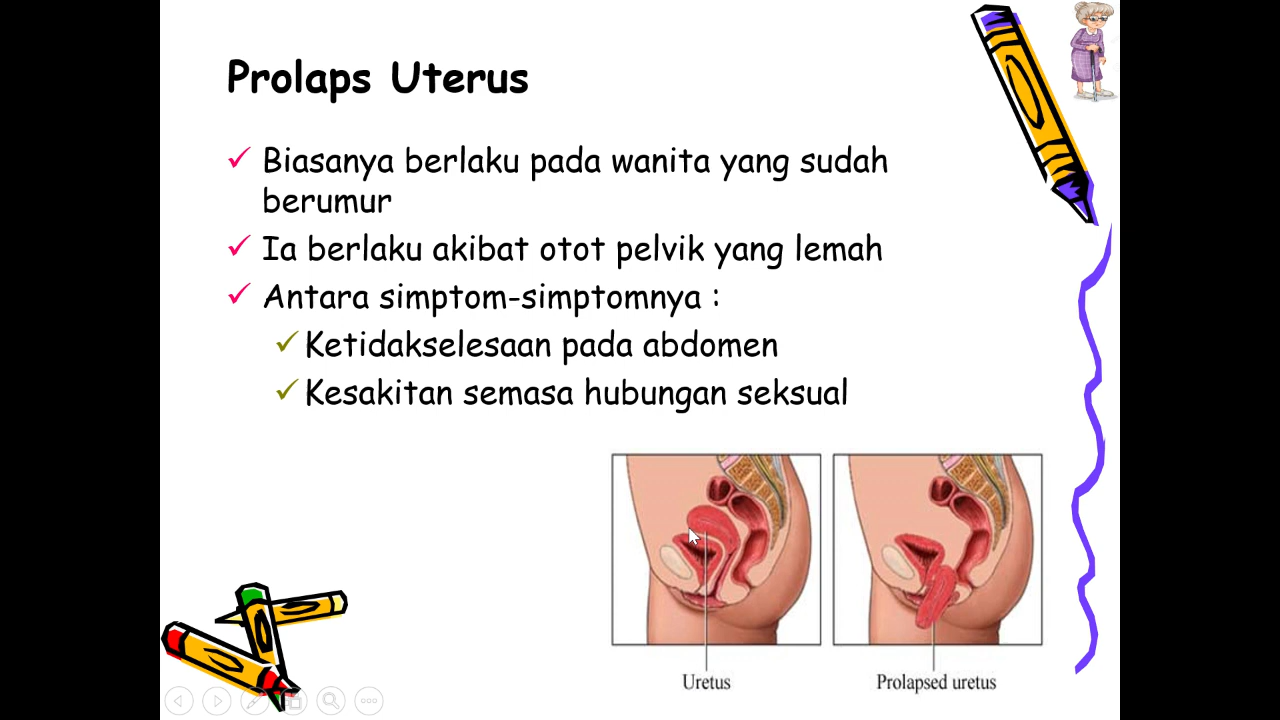 Prolaps Uterus
Biasanya berlaku pada wanita yang sudah
berumur
Ia berlaku akibat otot pelvik yang lemah
Antara simptom-simptomnya :
Ketidakselesaan pada abdomen
Kesakitan semasa hubungan seksual
Uretus
Prolapsed uretus